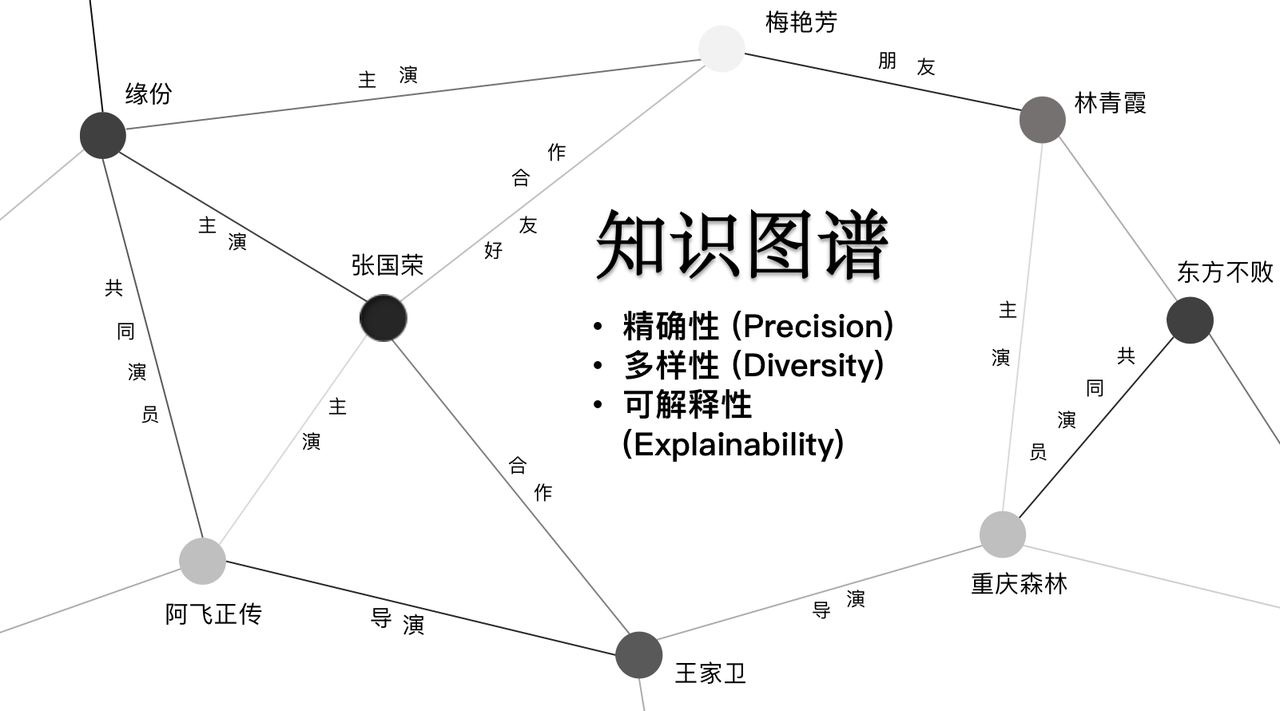 梅艳芳
朋友
主演
缘份
林青霞
合作
好友
主演
知识图谱
张国荣
东方不败
共同演员
• 精确性 (Precision)
• 多样性 (Diversity)
• 可解释性
(Explainability)
主演
共同演员
主演
合作
重庆森林
导演
阿飞正传
导演
王家卫